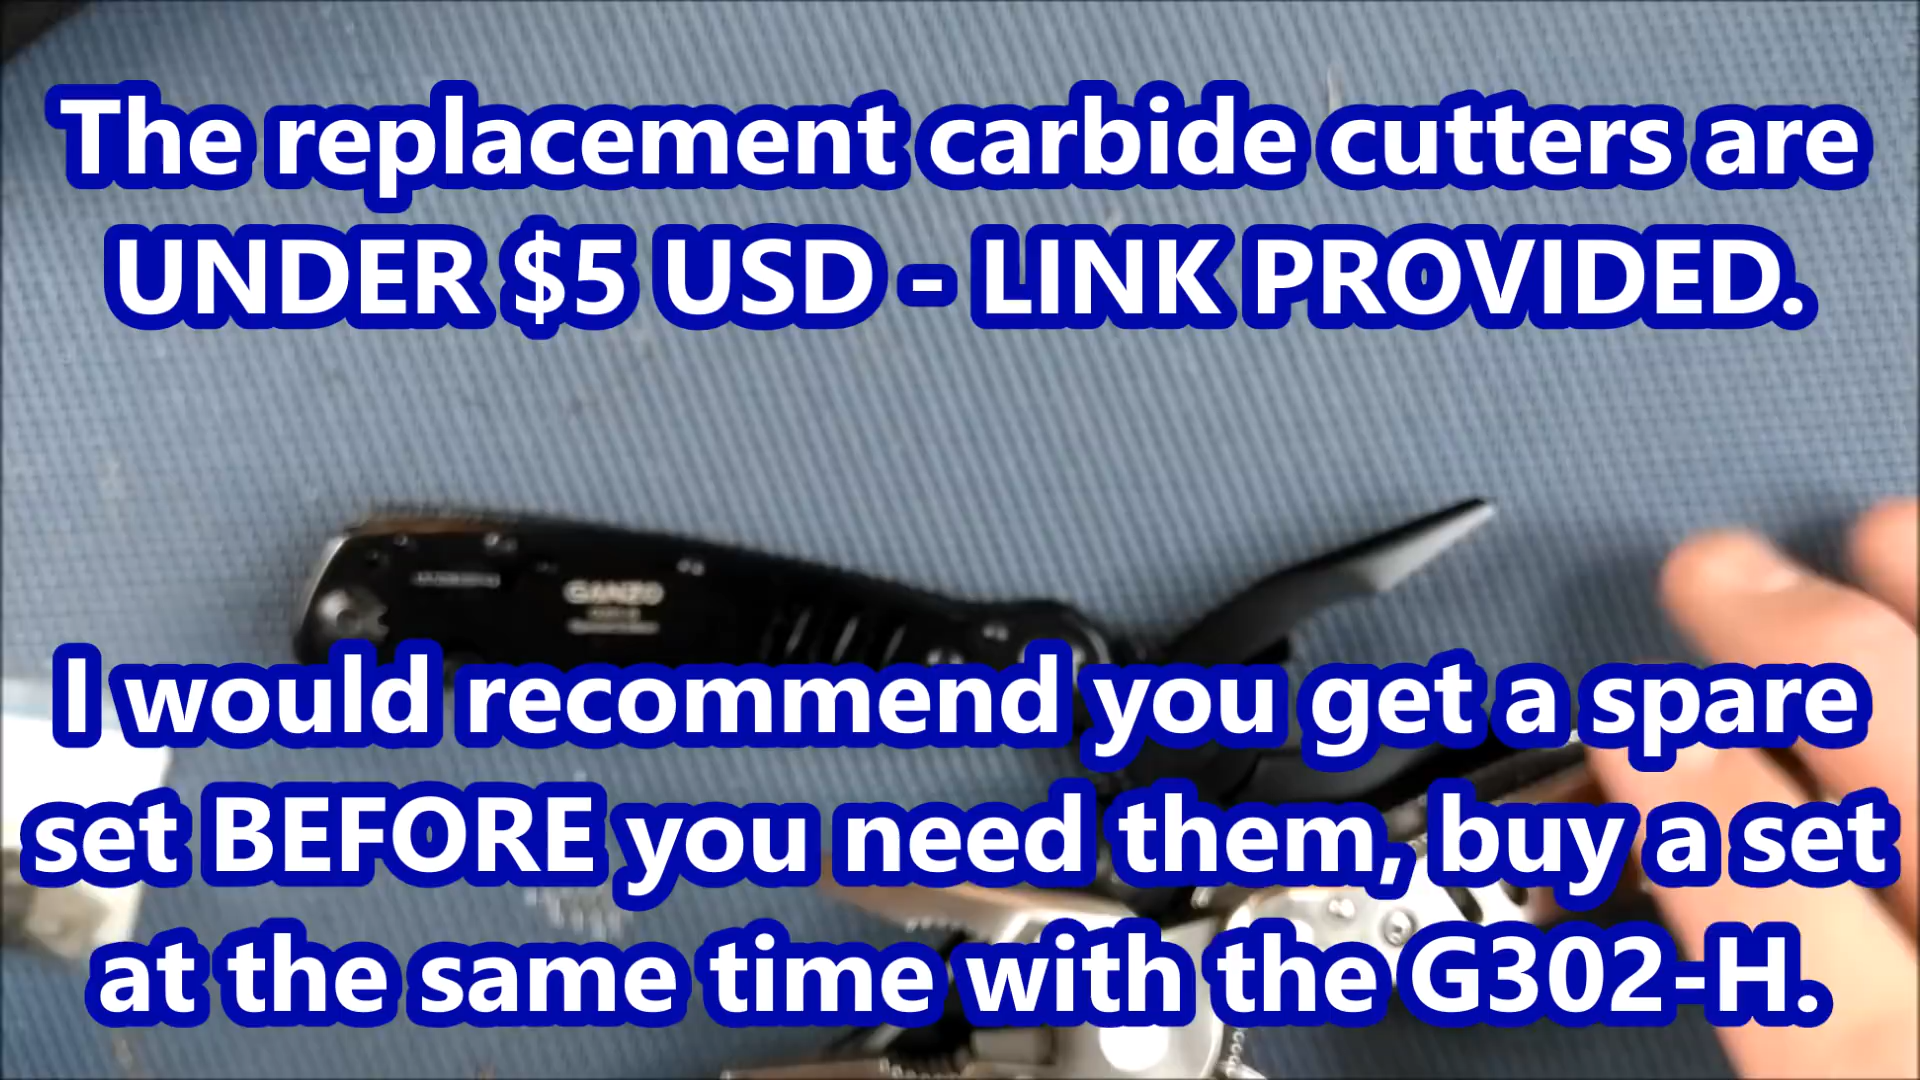 The replacement carbide cutters are
UNDER $5 USD - LINK PROVIDED.
GANZO
I would recommend you get a spare
set BEFORE you need them, buy a set
at the same time with the G302-H.